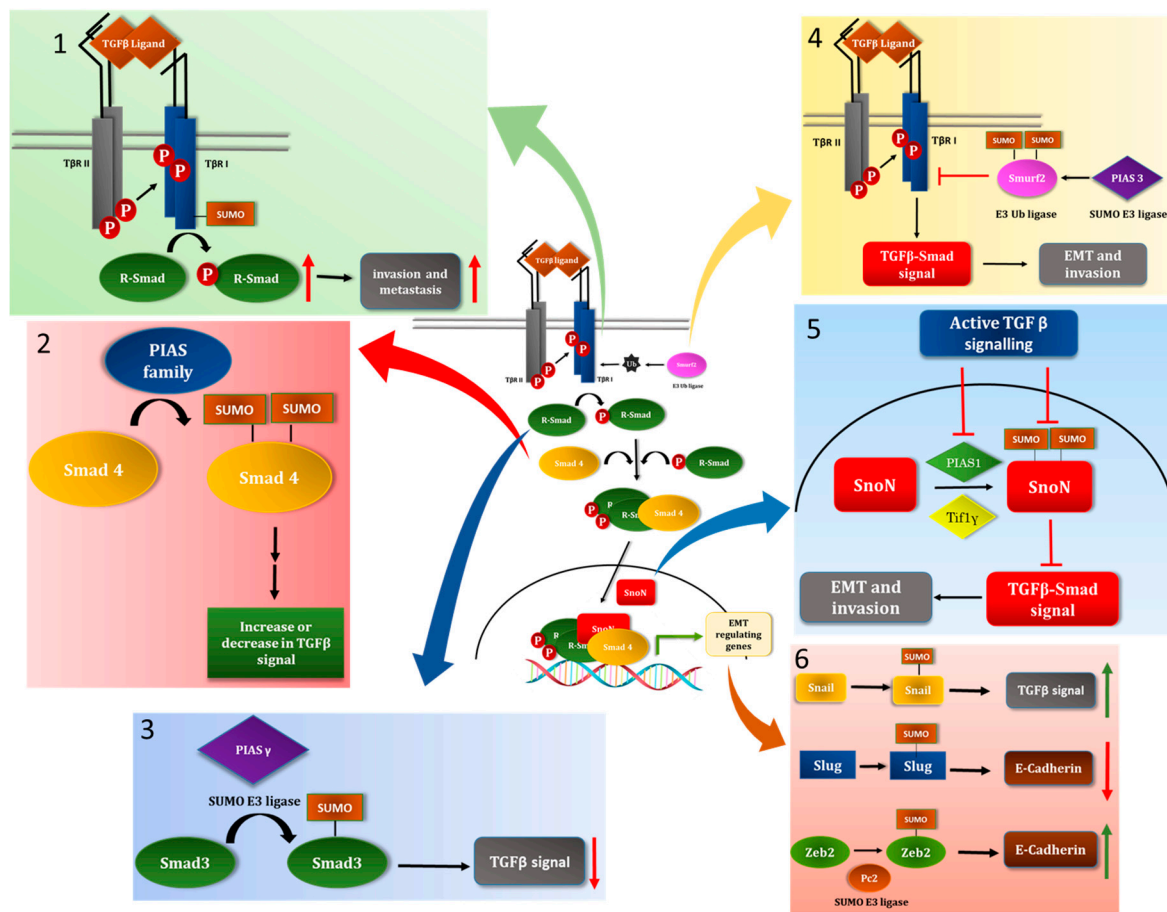 1
TGFβ Ligand
TβR II
TβR I
P
P
P
P
SUMO
R-Smad
P
R-Smad
invasion and
metastasis
2
PIAS
family
SUMO
SUMO
Smad 4
Smad 4
Increase or
decrease in TGFβ
signal
3
PIAS γ
SUMO E3 ligase
SUMO
Smad3
Smad3
TGFβ signal
TGFβ ligand
P
P
P
P
TβR II
TβR I
Ub
Smurf2
E3 Ub ligase
R-Smad
P
R-Smad
Smad 4
P
R-Smad
P
P
R-Sm
Smad 4
SnoN
SnoN
P
P
R-Sm
Smad 4
EMT
regulating
genes
4
TGFβ Ligand
TβR II
TβR I
P
P
P
P
SUMO
SUMO
Smurf2
PIAS 3
E3 Ub ligase
SUMO E3 ligase
TGFβ-Smad
signal
EMT and
invasion
5
Active TGF β
signalling
SUMO
SUMO
SnoN
PIAS1
SnoN
Tif1γ
EMT and
invasion
TGFβ-Smad
signal
6
SUMO
Snail
Snail
TGFβ signal
SUMO
Slug
Slug
E-Cadherin
SUMO
Zeb2
Zeb2
E-Cadherin
Pc2
SUMO E3 ligase